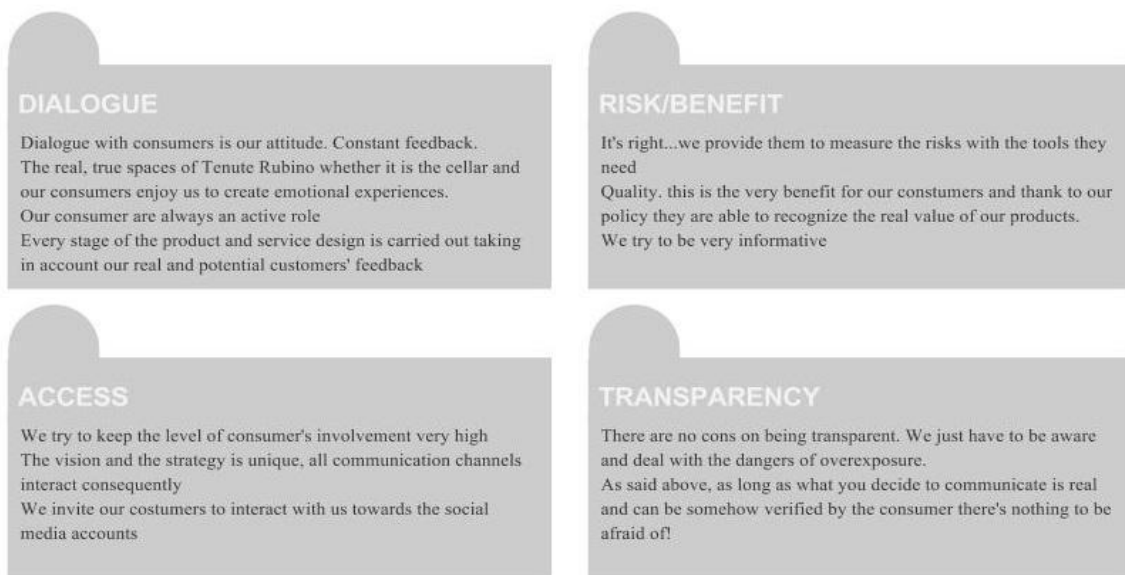 DIALOGUE
Dialogue with consumers is our attitude. Constant feedback.
The real, true spaces of Tenute Rubino whether it is the cellar and
our consumers enjoy us to create emotional experiences.
Our consumer are always an active role
Every stage of the product and service design is carried out taking
in account our real and potential customers' feedback
RISK/BENEFIT
It's right...we provide them to measure the risks with the tools they
need
Quality. this is the very benefit for our constumers and thank to our
policy they are able to recognize the real value of our products.
We try to be very informative
ACCESS
We try to keep the level of consumer's involvement very high
The vision and the strategy is unique, all communication channels
interact consequently
We invite our costumers to interact with us towards the social
media accounts
TRANSPARENCY
There are no cons on being transparent. We just have to be aware
and deal with the dangers of overexposure.
As said above, as long as what you decide to communicate is real
and can be somehow verified by the consumer there's nothing to be
afraid of!